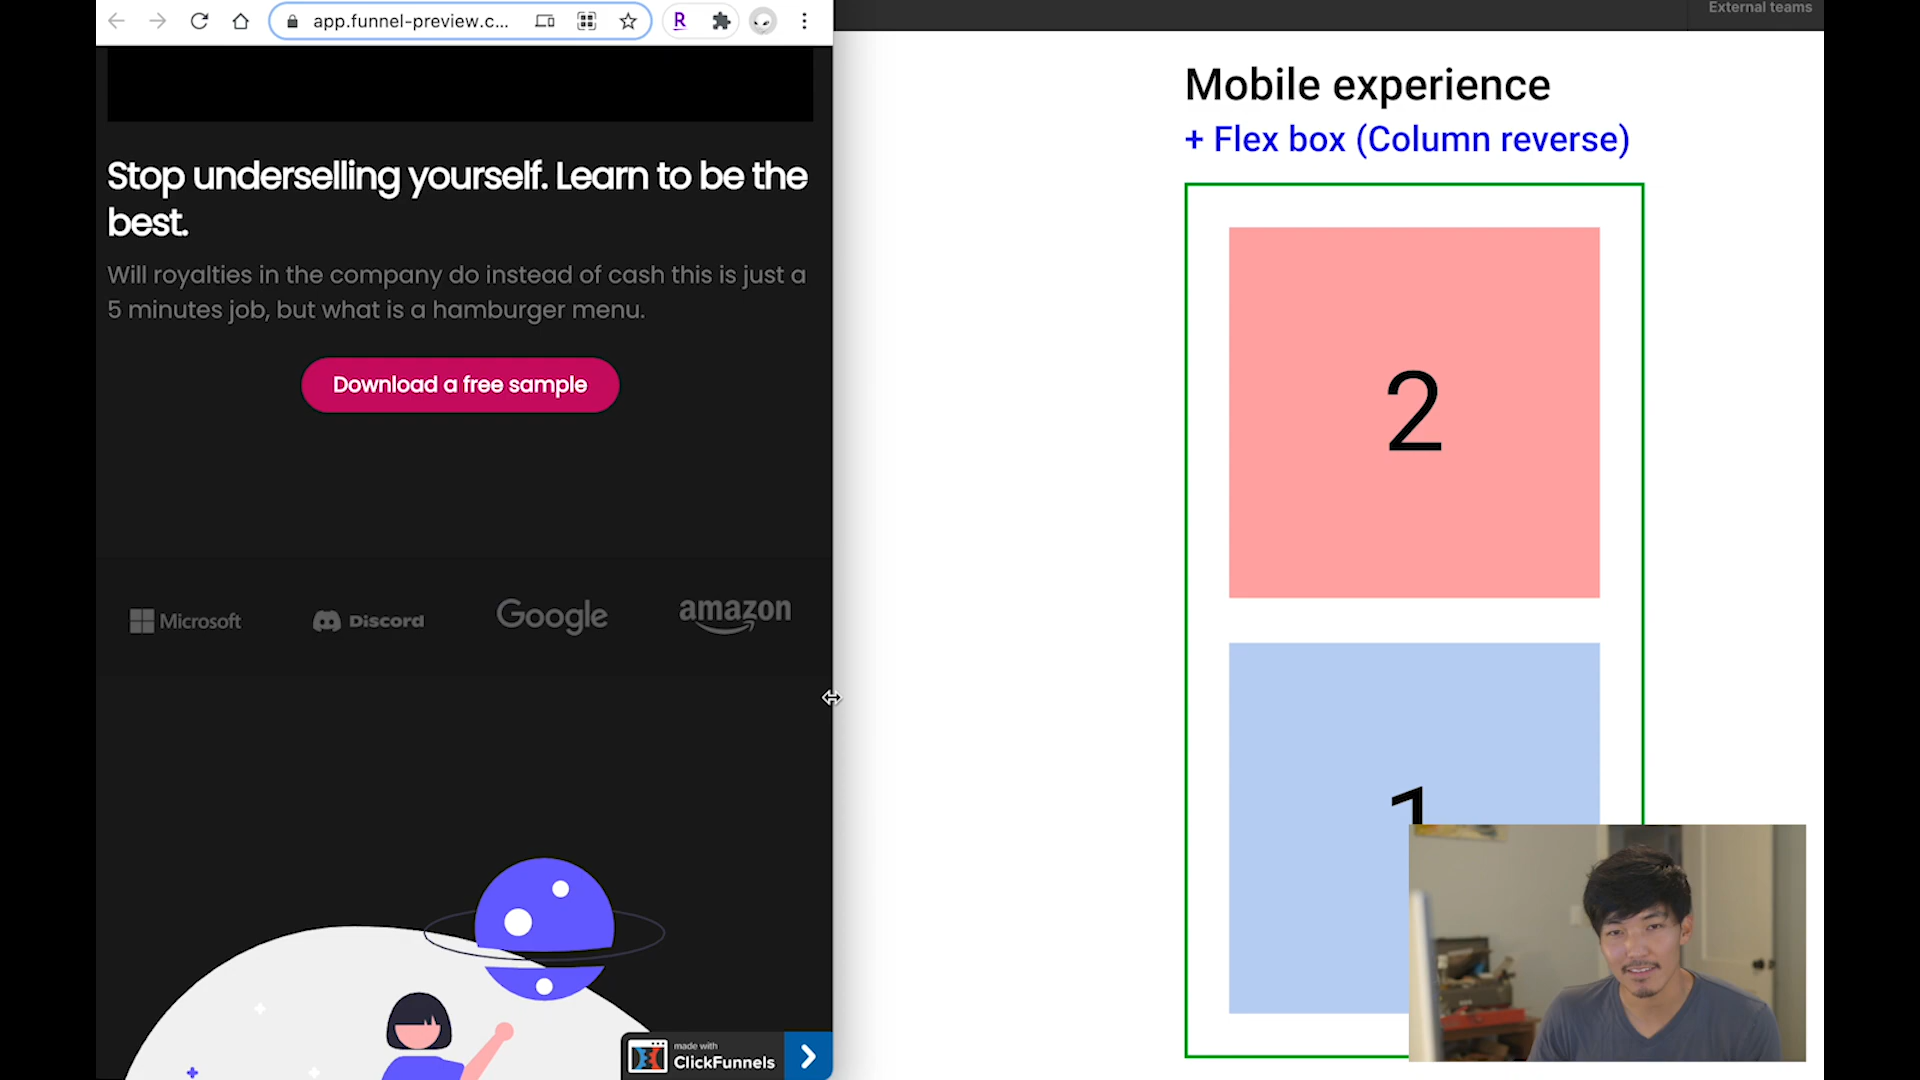 app.funnel-preview.c...
R
External teams
Stop underselling yourself. Learn to be the
best.
Will royalties in the company do instead of cash this is just a
5 minutes job, but what is a hamburger menu.
Download a free sample
Microsoft
Discord
Google
amazon
made with
ClickFunnels
Mobile experience
+ Flex box (Column reverse)
2
1